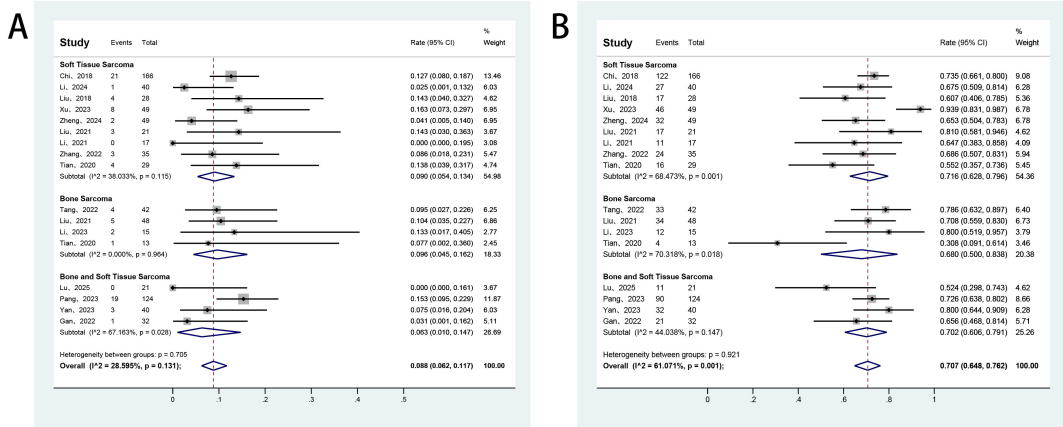 A
%
Study Events Total Rate (95% CI) Weight
Soft Tissue Sarcoma
Chi, 2018 21 166 0.127 (0.080, 0.187) 13.46
Li, 2024 1 40 0.025 (0.001, 0.132) 6.03
Liu, 2018 4 28 0.143 (0.040, 0.327) 4.62
Xu, 2023 8 49 0.163 (0.073, 0.297) 6.95
Zheng, 2024 2 49 0.041 (0.005, 0.140) 6.95
Liu, 2021 3 21 0.143 (0.030, 0.363) 3.67
Li, 2021 0 17 0.000 (0.000, 0.195) 3.08
Zhang, 2022 3 35 0.086 (0.018, 0.231) 5.47
Tian, 2020 4 29 0.138 (0.039, 0.317) 4.74
Subtotal (I^2 = 38.033%, p = 0.115) 0.090 (0.054, 0.134) 54.98
Bone Sarcoma
Tang, 2022 4 42 0.095 (0.027, 0.226) 6.25
Liu, 2021 5 48 0.104 (0.035, 0.227) 6.86
Li, 2023 2 15 0.133 (0.017, 0.405) 2.77
Tian, 2020 1 13 0.077 (0.002, 0.360) 2.45
Subtotal (I^2 = 0.000%, p = 0.964) 0.096 (0.045, 0.162) 18.33
Bone and Soft Tissue Sarcoma
Lu, 2025 0 21 0.000 (0.000, 0.161) 3.67
Pang, 2023 19 124 0.153 (0.095, 0.229) 11.87
Yan, 2023 3 40 0.075 (0.016, 0.204) 6.03
Gan, 2022 1 32 0.031 (0.001, 0.162) 5.11
Subtotal (I^2 = 67.163%, p = 0.028) 0.063 (0.010, 0.147) 26.69
Heterogeneity between groups: p = 0.705
Overall (I^2 = 28.595%, p = 0.131); 0.088 (0.062, 0.117) 100.00
0 .1 .2 .3 .4 .5
B
%
Study Events Total Rate (95% CI) Weight
Soft Tissue Sarcoma
Chi, 2018 122 166 0.735 (0.661, 0.800) 9.08
Li, 2024 27 40 0.675 (0.509, 0.814) 6.28
Liu, 2018 17 28 0.607 (0.406, 0.785) 5.36
Xu, 2023 46 49 0.939 (0.831, 0.987) 6.78
Zheng, 2024 32 49 0.653 (0.504, 0.783) 6.78
Liu, 2021 17 21 0.810 (0.581, 0.946) 4.62
Li, 2021 11 17 0.647 (0.383, 0.858) 4.09
Zhang, 2022 24 35 0.686 (0.507, 0.831) 5.94
Tian, 2020 16 29 0.552 (0.357, 0.736) 5.45
Subtotal (I^2 = 68.473%, p = 0.001) 0.716 (0.628, 0.796) 54.36
Bone Sarcoma
Tang, 2022 33 42 0.786 (0.632, 0.897) 6.40
Liu, 2021 34 48 0.708 (0.559, 0.830) 6.73
Li, 2023 12 15 0.800 (0.519, 0.957) 3.79
Tian, 2020 4 13 0.308 (0.091, 0.614) 3.46
Subtotal (I^2 = 70.318%, p = 0.018) 0.680 (0.500, 0.838) 20.38
Bone and Soft Tissue Sarcoma
Lu, 2025 11 21 0.524 (0.298, 0.743) 4.62
Pang, 2023 90 124 0.726 (0.638, 0.802) 8.66
Yan, 2023 32 40 0.800 (0.644, 0.909) 6.28
Gan, 2022 21 32 0.656 (0.468, 0.814) 5.71
Subtotal (I^2 = 44.038%, p = 0.147) 0.702 (0.606, 0.791) 25.26
Heterogeneity between groups: p = 0.921
Overall (I^2 = 61.071%, p = 0.001); 0.707 (0.648, 0.762) 100.00
0 .2 .4 .6 .8 1